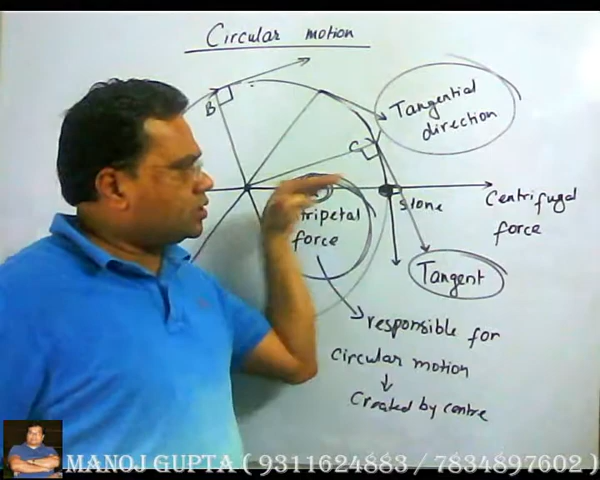 Circular motion
B
Tangential
direction
C
stone
Centrifugal
force
tripetal
force
Tangent
responsible for
circular motion
Created by centre
MANOJ GUPTA ( 9311624883 / 7834897602 )